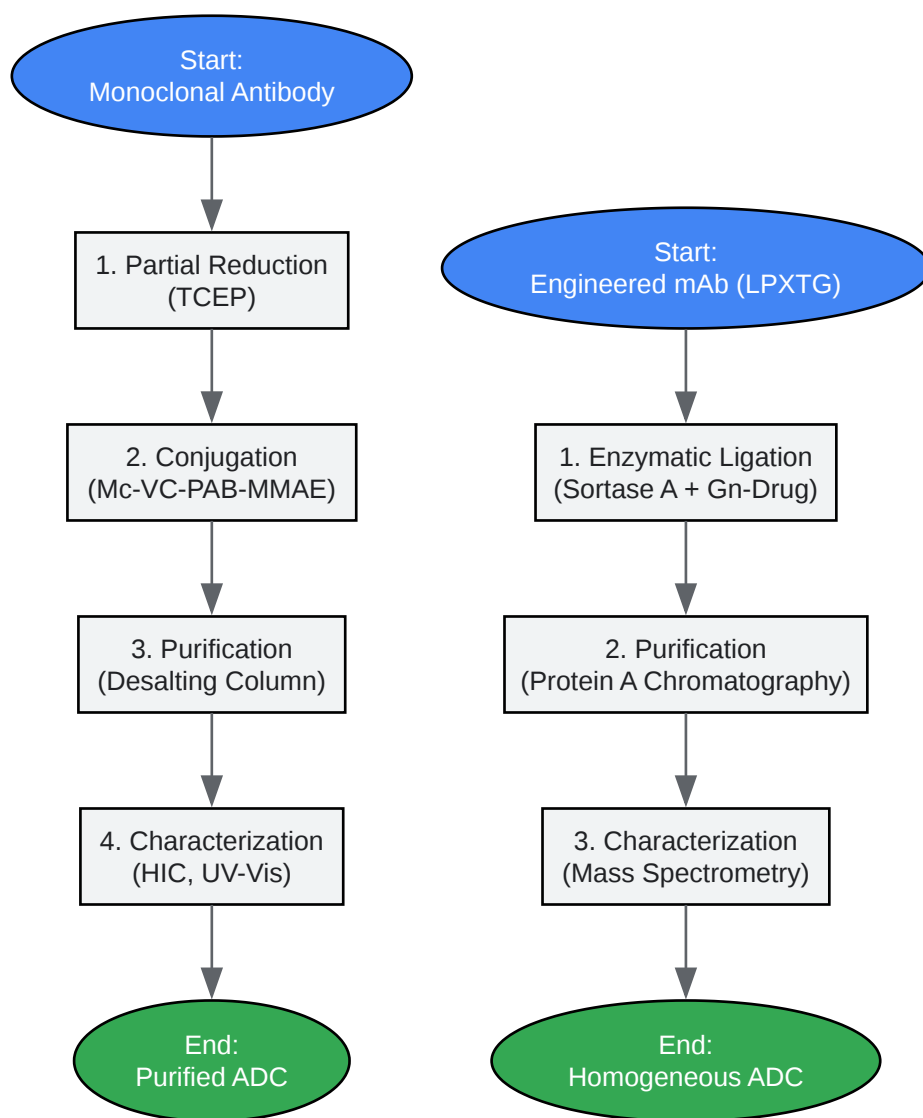 Start:
Monoclonal Antibody
1. Partial Reduction
(TCEP)
2. Conjugation
(Mc-VC-PAB-MMAE)
3. Purification
(Desalting Column)
4. Characterization
(HIC, UV-Vis)
End:
Purified ADC
Start:
Engineered mAb (LPXTG)
1. Enzymatic Ligation
(Sortase A + Gn-Drug)
2. Purification
(Protein A Chromatography)
3. Characterization
(Mass Spectrometry)
End:
Homogeneous ADC